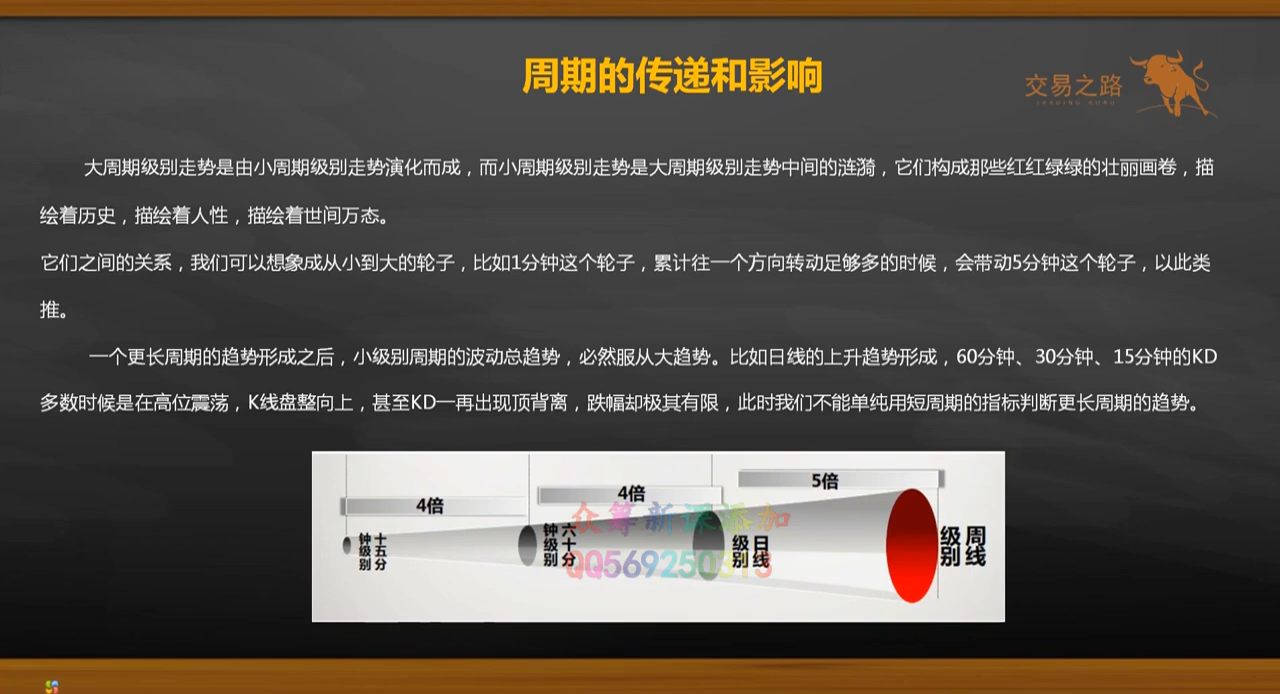 周期的传递和影响
交易之路
大周期级别走势是由小周期级别走势演化而成，而小周期级别走势是大周期级别走势中间的涟漪，它们构成那些红红绿绿的壮丽画卷，描
绘着历史，描绘着人性，描绘着世间万态。
它们之间的关系，我们可以想象成从小到大的轮子，比如1分钟这个轮子，累计往一个方向转动足够多的时候，会带动5分钟这个轮子，以此类
推。
一个更长周期的趋势形成之后，小级别周期的波动总趋势，必然服从大趋势。比如日线的上升趋势形成，60分钟、30分钟、15分钟的KD
多数时候是在高位震荡，K线盘整向上，甚至KD一再出现顶背离，跌幅却极其有限，此时我们不能单纯用短周期的指标判断更长周期的趋势。
4倍
4倍
5倍
十五分钟级别
六十分钟级别
日线级别
周线级别
众筹新课添加
QQ569250313